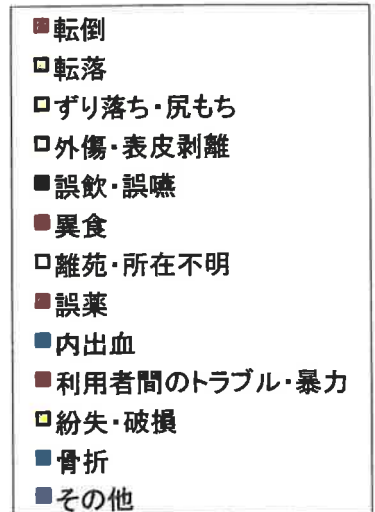 転倒
転落
ずり落ち・尻もち
外傷・表皮剥離
誤飲・誤嚥
異食
離苑・所在不明
誤薬
内出血
利用者間のトラブル・暴力
紛失・破損
骨折
その他